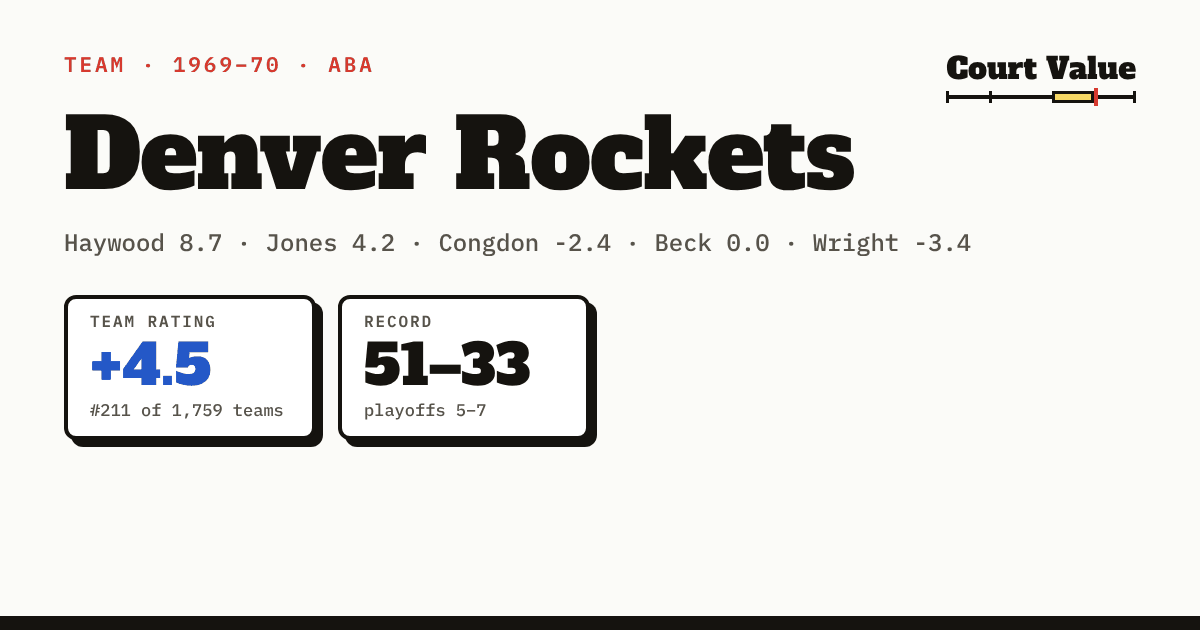 TEAM · 1969–70 · ABA
Court Value
Denver Rockets
Haywood 8.7 · Jones 4.2 · Congdon -2.4 · Beck 0.0 · Wright -3.4
TEAM RATING
+4.5
#211 of 1,759 teams
RECORD
51–33
playoffs 5–7